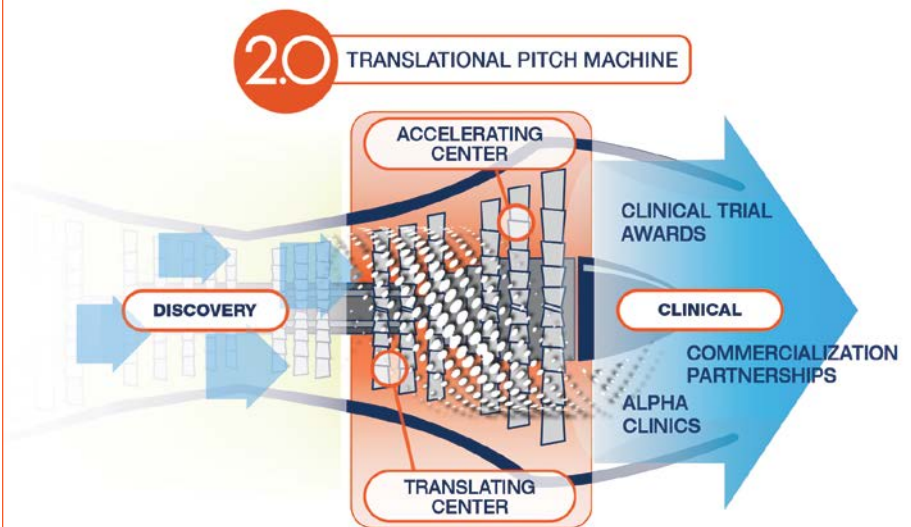 2.0
TRANSLATIONAL PITCH MACHINE
ACCELERATING
CENTER
CLINICAL TRIAL
AWARDS
DISCOVERY
CLINICAL
COMMERCIALIZATION
PARTNERSHIPS
ALPHA
CLINICS
TRANSLATING
CENTER